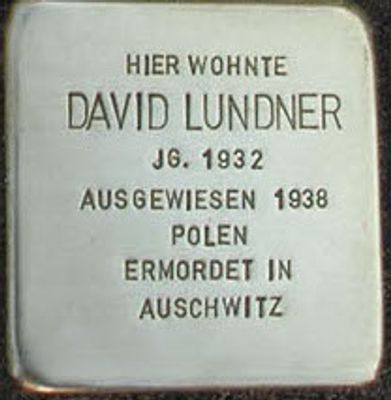 HIER WOHNTE
DAVID LUNDNER
JG. 1932
AUSGEWIESEN 1938
POLEN
ERMORDET IN
AUSCHWITZ